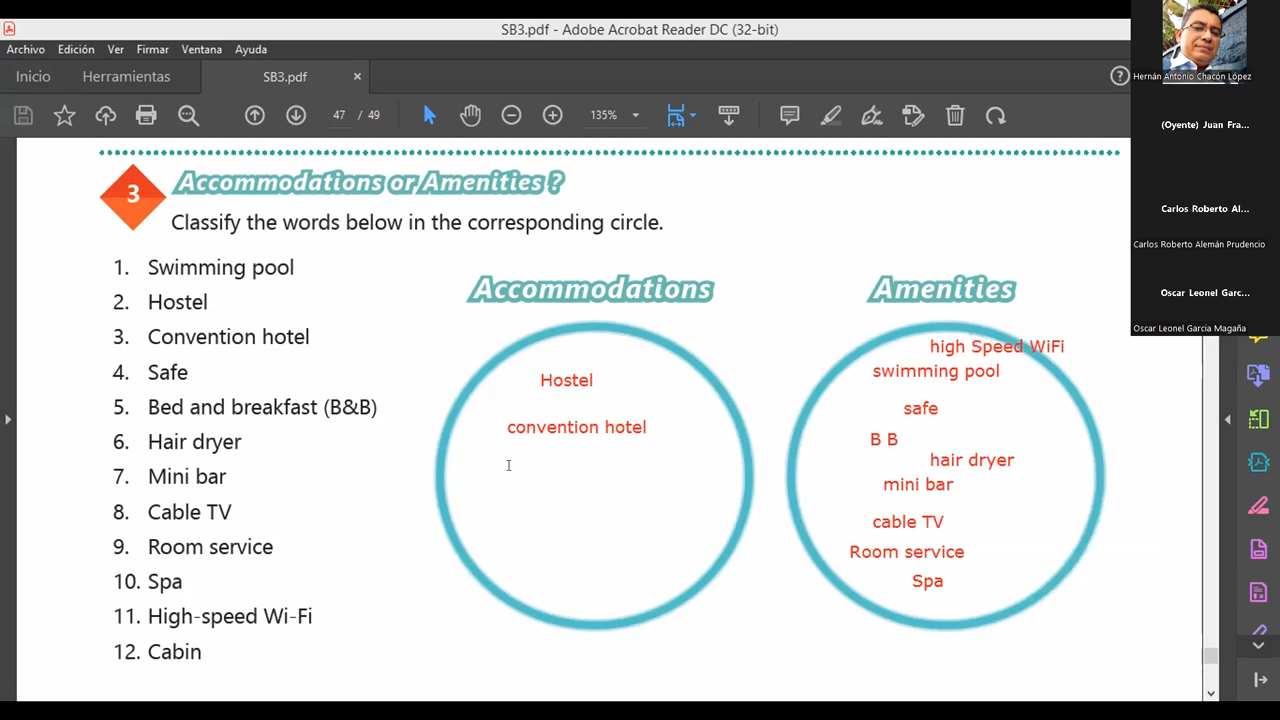 SB3.pdf - Adobe Acrobat Reader DC (32-bit)
Archivo Edición Ver Firmar Ventana Ayuda
Inicio Herramientas SB3.pdf ×
47 / 49 135%
3 Accommodations or Amenities ?
Classify the words below in the corresponding circle.
1. Swimming pool
2. Hostel
3. Convention hotel
4. Safe
5. Bed and breakfast (B&B)
6. Hair dryer
7. Mini bar
8. Cable TV
9. Room service
10. Spa
11. High-speed Wi-Fi
12. Cabin
Accommodations
Hostel
convention hotel
Amenities
high Speed WiFi
swimming pool
safe
B B
hair dryer
mini bar
cable TV
Room service
Spa
Hernán Antonio Chacón López
(Oyente) Juan Fra...
Carlos Roberto Al...
Carlos Roberto Alemán Prudencio
Oscar Leonel Garc...
Oscar Leonel Garcia Magaña